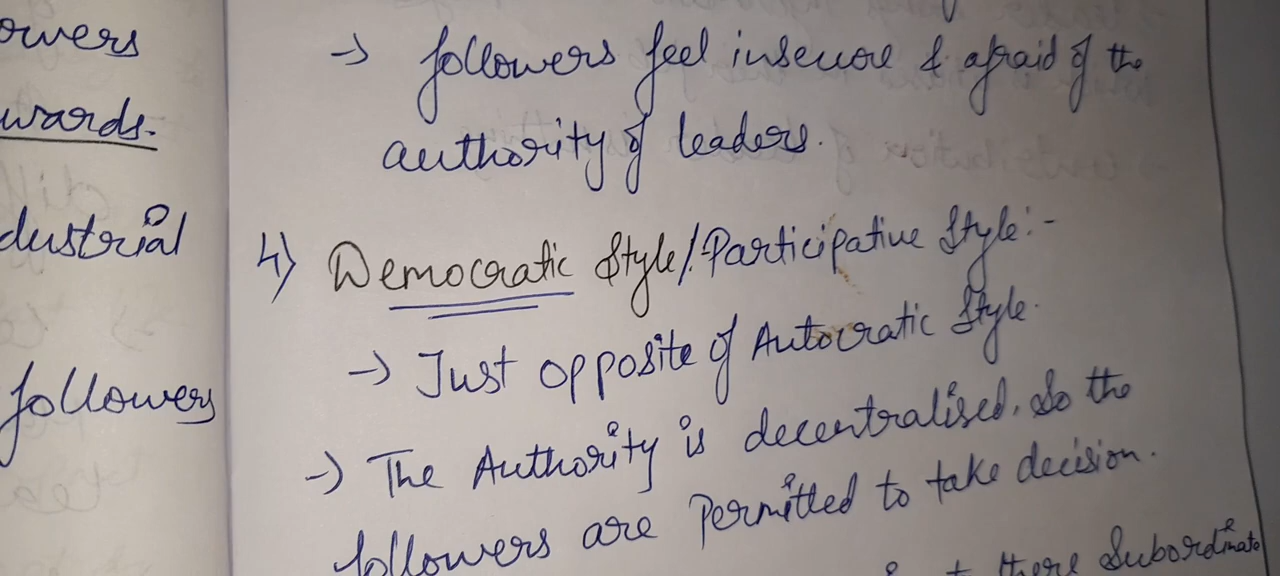 owers
wards.
dustrial
followers
→ followers feel insecure & afraid of the
authority of leaders.
4) Democratic Style/Participative Style:-
→ Just opposite of Autocratic Style.
→ The Authority is decentralised. So the
followers are Permitted to take decision.
there Subordinate